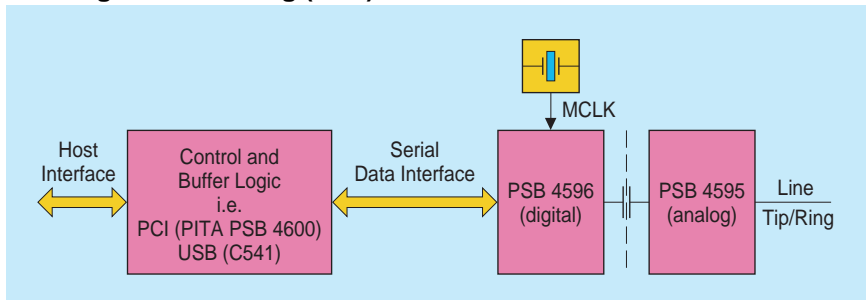 MCLK
Host
Interface
Control and
Buffer Logic
i.e.
PCI (PITA PSB 4600)
USB (C541)
Serial
Data Interface
PSB 4596
(digital)
PSB 4595
(analog)
Line
Tip/Ring